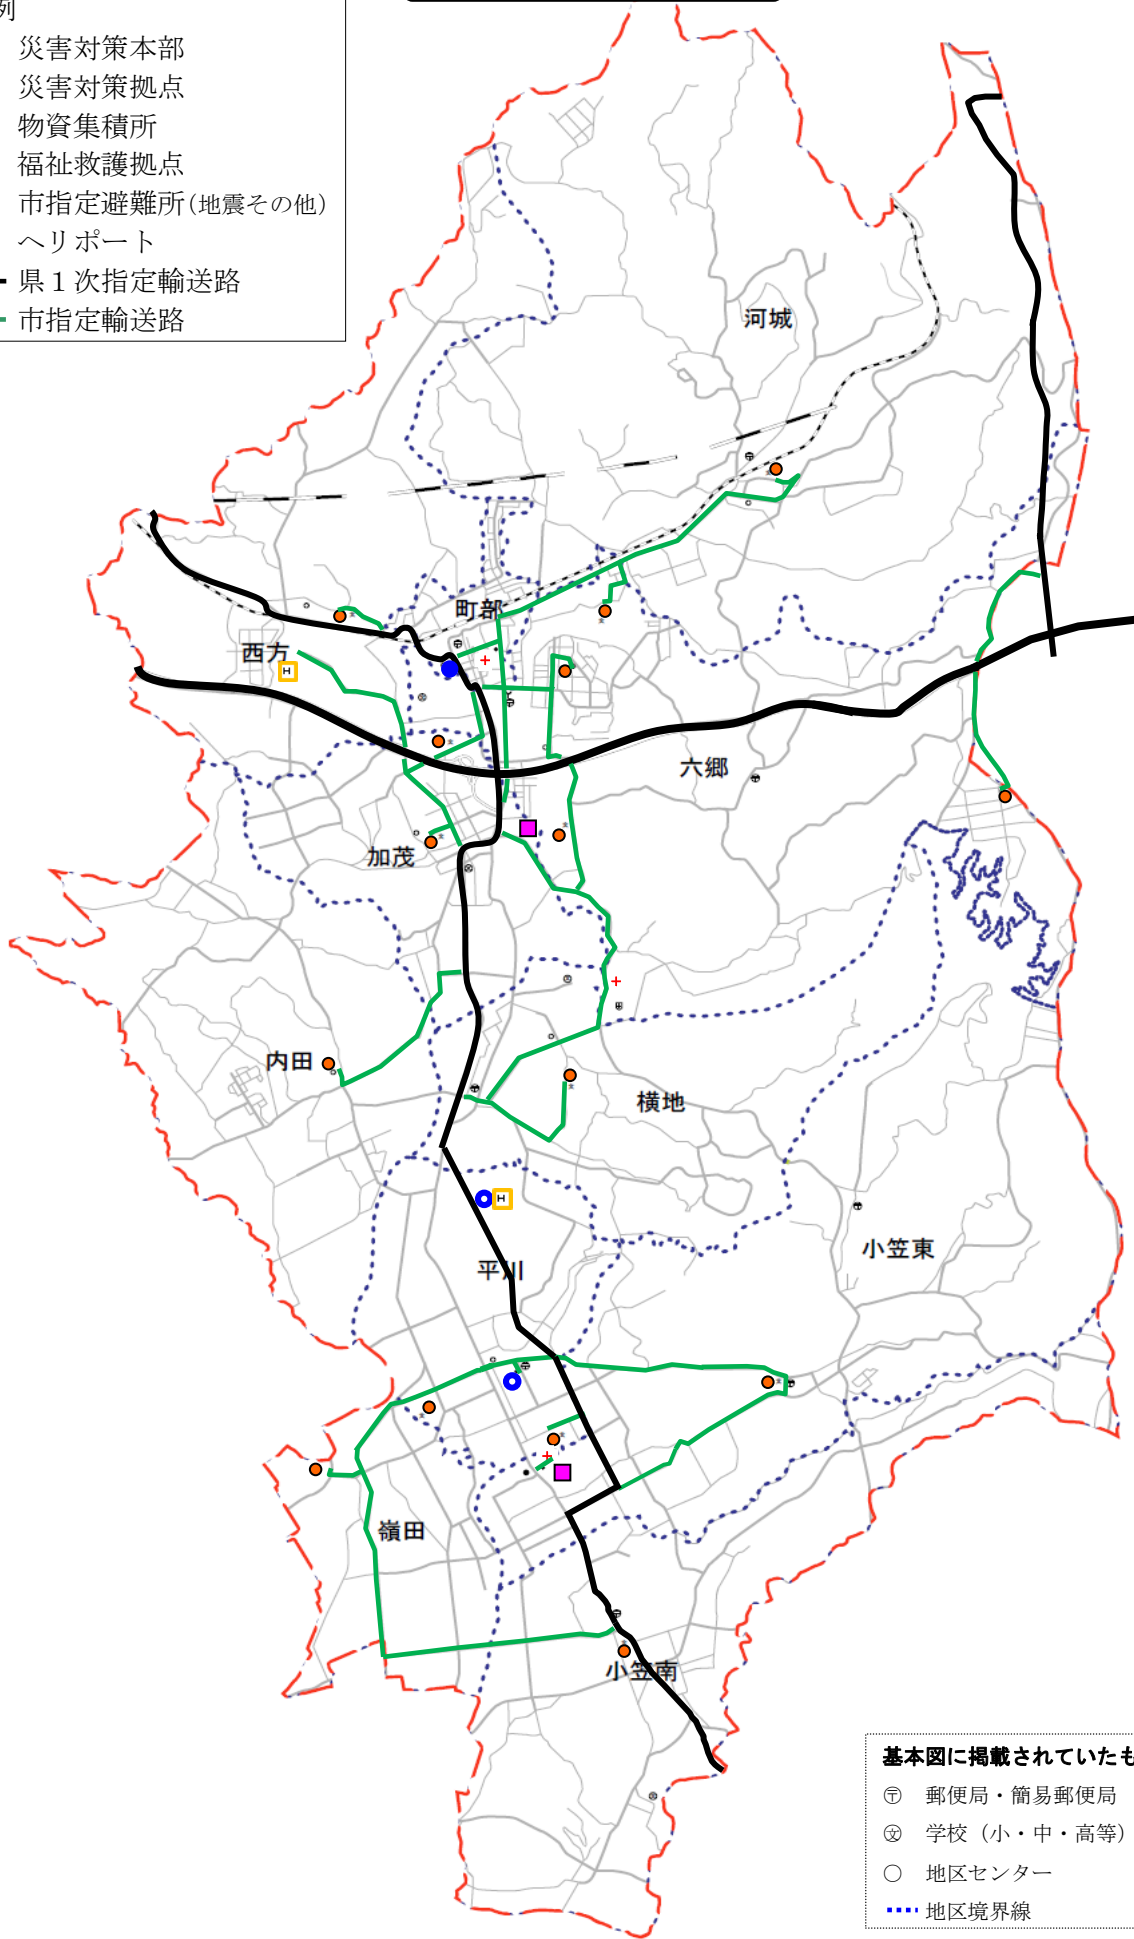 例
災害対策本部
災害対策拠点
物資集積所
福祉救護拠点
市指定避難所(地震その他)
ヘリポート
県1次指定輸送路
市指定輸送路
河城
町部
西方
六郷
加茂
内田
横地
小笠東
平川
嶺田
小笠南
基本図に掲載されていたも
〒 郵便局・簡易郵便局
文 学校（小・中・高等）
○ 地区センター
地区境界線